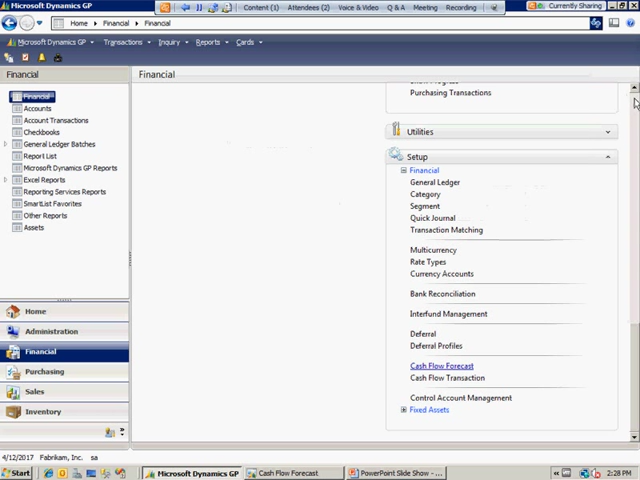 Microsoft Dynamics GP
Content (1)
Attendees (2)
Voice & Video
Q & A
Meeting
Recording
Currently Sharing
Home
Financial
Financial
Microsoft Dynamics GP
Transactions
Inquiry
Reports
Cards
Financial
Financial
Financial
Accounts
Account Transactions
Checkbooks
General Ledger Batches
Report List
Microsoft Dynamics GP Reports
Excel Reports
Reporting Services Reports
SmartList Favorites
Other Reports
Assets
Home
Administration
Financial
Purchasing
Sales
Inventory
Purchasing Transactions
Utilities
Setup
Financial
General Ledger
Category
Segment
Quick Journal
Transaction Matching
Multicurrency
Rate Types
Currency Accounts
Bank Reconciliation
Interfund Management
Deferral
Deferral Profiles
Cash Flow Forecast
Cash Flow Transaction
Control Account Management
Fixed Assets
4/12/2017 Fabrikam, Inc. sa
Start
Microsoft Dynamics GP
Cash Flow Forecast
PowerPoint Slide Show - ...
2:28 PM